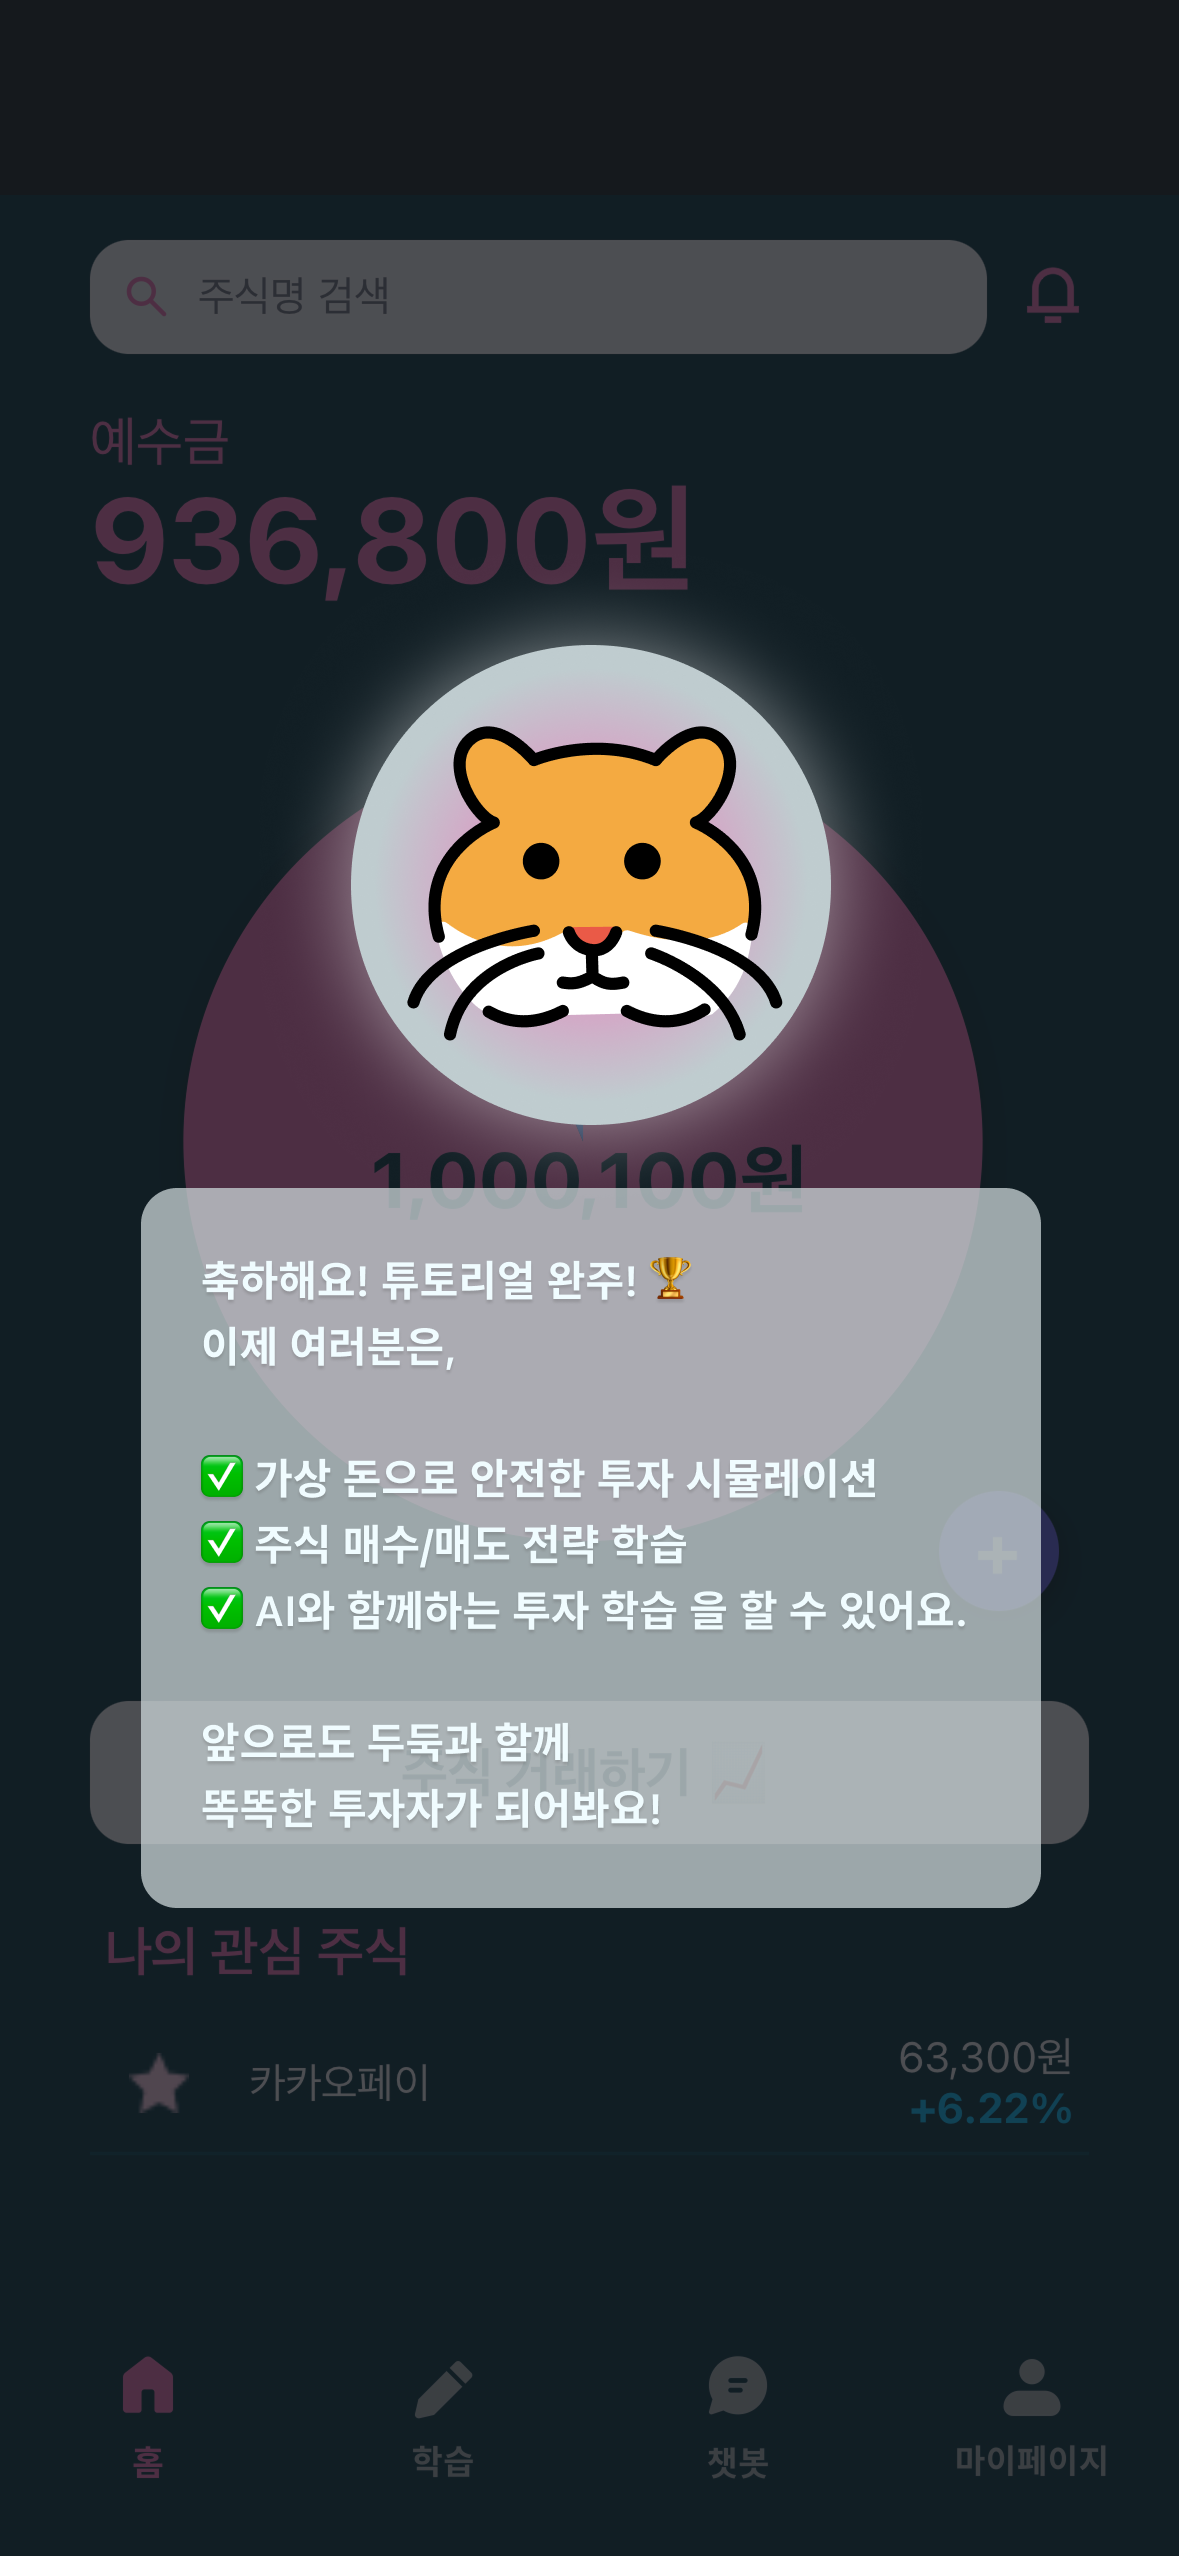 주식명 검색
예수금
936,800원
1,000,100원
축하해요! 튜토리얼 완주! 🏆
이제 여러분은,
✅ 가상 돈으로 안전한 투자 시뮬레이션
✅ 주식 매수/매도 전략 학습
✅ AI와 함께하는 투자 학습 을 할 수 있어요.
앞으로도 두둑과 함께
주식 거래하기 📈
똑똑한 투자자가 되어봐요!
나의 관심 주식
카카오페이
63,300원
+6.22%
홈
학습
챗봇
마이페이지